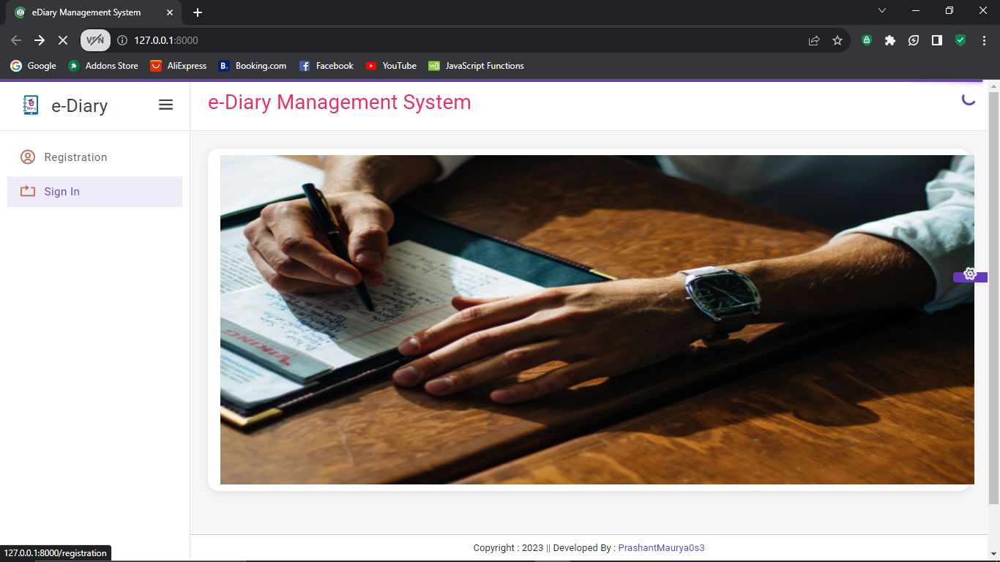 eDiary Management System
VPN
127.0.0.1:8000
Google
Addons Store
AliExpress
Booking.com
Facebook
YouTube
JavaScript Functions
e-Diary
e-Diary Management System
Registration
Sign In
VIKING
Copyright : 2023 || Developed By : PrashantMaurya0s3
127.0.0.1:8000/registration